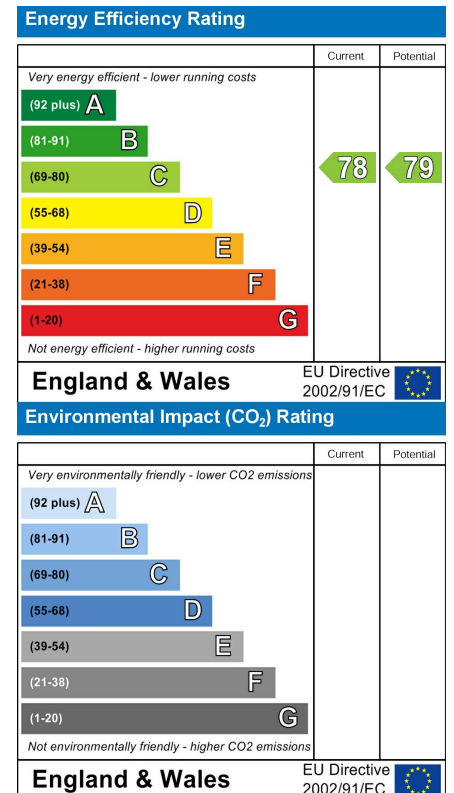 Energy Efficiency Rating
Current Potential
Very energy efficient - lower running costs
(92 plus) A
(81-91) B
(69-80) C
78 79
(55-68) D
(39-54) E
(21-38) F
(1-20) G
Not energy efficient - higher running costs
England & Wales
EU Directive
2002/91/EC
Environmental Impact (CO₂) Rating
Current Potential
Very environmentally friendly - lower CO2 emissions
(92 plus) A
(81-91) B
(69-80) C
(55-68) D
(39-54) E
(21-38) F
(1-20) G
Not environmentally friendly - higher CO2 emissions
England & Wales
EU Directive
2002/91/EC